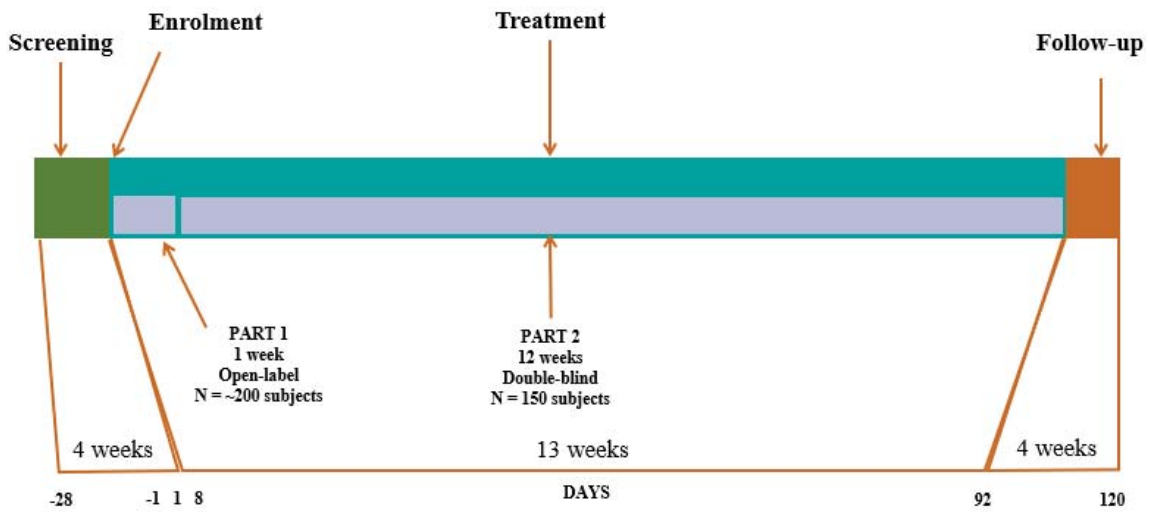 Screening
Enrolment
Treatment
Follow-up
PART 1
1 week
Open-label
N = ~200 subjects
PART 2
12 weeks
Double-blind
N = 150 subjects
4 weeks
13 weeks
4 weeks
-28
-1 1 8
DAYS
92
120